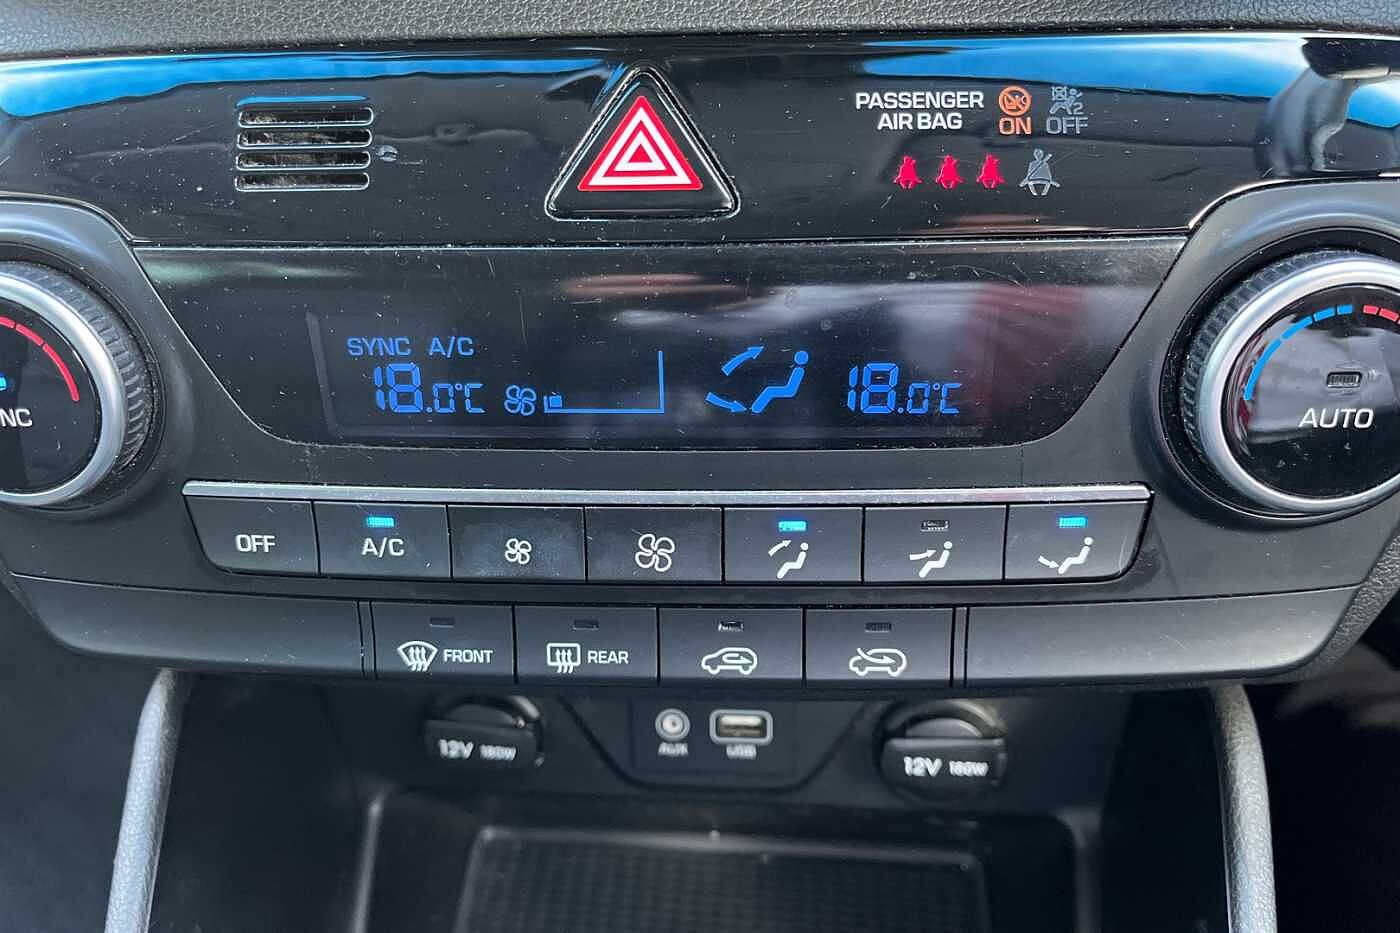 PASSENGER
AIR BAG
ON OFF
2
SYNC A/C
18.0°C
18.0°C
NC
AUTO
OFF
A/C
FRONT
REAR
12V 180W
AUX
USB
12V 180W